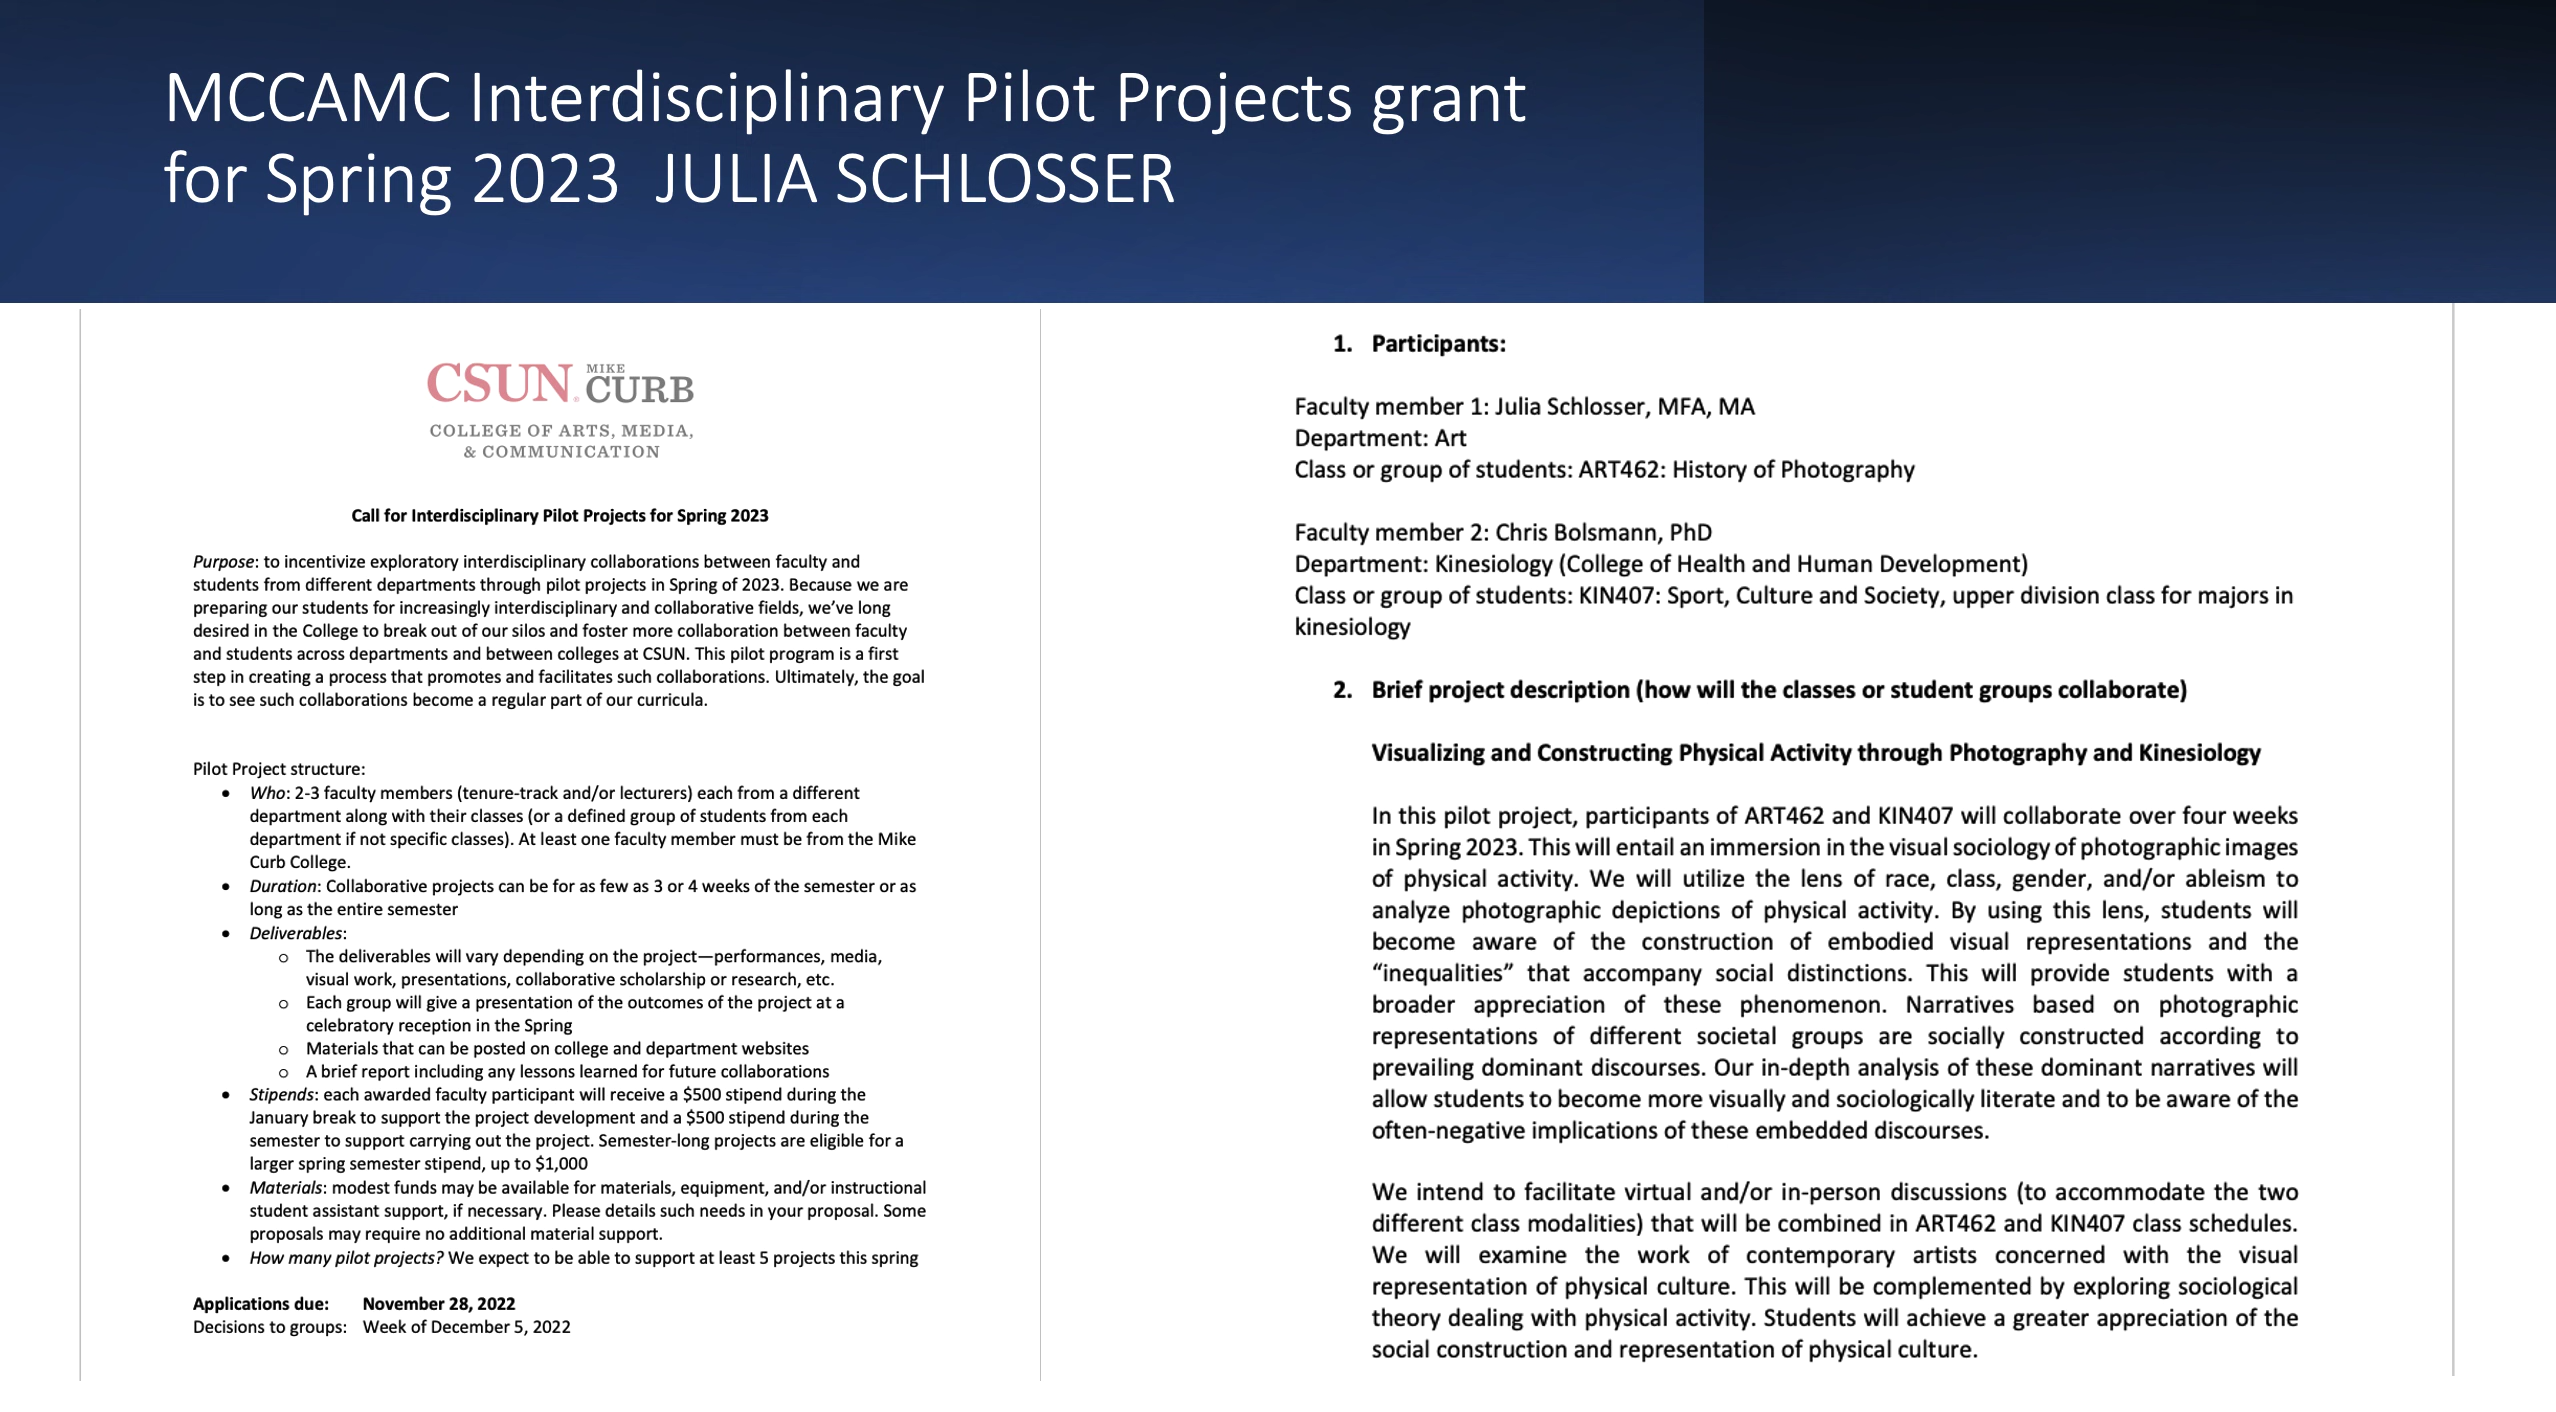 MCCAMC Interdisciplinary Pilot Projects grant
for Spring 2023 JULIA SCHLOSSER
CSUN® MIKE CURB
COLLEGE OF ARTS, MEDIA,
& COMMUNICATION
Call for Interdisciplinary Pilot Projects for Spring 2023
Purpose: to incentivize exploratory interdisciplinary collaborations between faculty and
students from different departments through pilot projects in Spring of 2023. Because we are
preparing our students for increasingly interdisciplinary and collaborative fields, we’ve long
desired in the College to break out of our silos and foster more collaboration between faculty
and students across departments and between colleges at CSUN. This pilot program is a first
step in creating a process that promotes and facilitates such collaborations. Ultimately, the goal
is to see such collaborations become a regular part of our curricula.
Pilot Project structure:
• Who: 2-3 faculty members (tenure-track and/or lecturers) each from a different
department along with their classes (or a defined group of students from each
department if not specific classes). At least one faculty member must be from the Mike
Curb College.
• Duration: Collaborative projects can be for as few as 3 or 4 weeks of the semester or as
long as the entire semester
• Deliverables:
o The deliverables will vary depending on the project—performances, media,
visual work, presentations, collaborative scholarship or research, etc.
o Each group will give a presentation of the outcomes of the project at a
celebratory reception in the Spring
o Materials that can be posted on college and department websites
o A brief report including any lessons learned for future collaborations
• Stipends: each awarded faculty participant will receive a $500 stipend during the
January break to support the project development and a $500 stipend during the
semester to support carrying out the project. Semester-long projects are eligible for a
larger spring semester stipend, up to $1,000
• Materials: modest funds may be available for materials, equipment, and/or instructional
student assistant support, if necessary. Please details such needs in your proposal. Some
proposals may require no additional material support.
• How many pilot projects? We expect to be able to support at least 5 projects this spring
Applications due: November 28, 2022
Decisions to groups: Week of December 5, 2022
1. Participants:
Faculty member 1: Julia Schlosser, MFA, MA
Department: Art
Class or group of students: ART462: History of Photography
Faculty member 2: Chris Bolsmann, PhD
Department: Kinesiology (College of Health and Human Development)
Class or group of students: KIN407: Sport, Culture and Society, upper division class for majors in
kinesiology
2. Brief project description (how will the classes or student groups collaborate)
Visualizing and Constructing Physical Activity through Photography and Kinesiology
In this pilot project, participants of ART462 and KIN407 will collaborate over four weeks
in Spring 2023. This will entail an immersion in the visual sociology of photographic images
of physical activity. We will utilize the lens of race, class, gender, and/or ableism to
analyze photographic depictions of physical activity. By using this lens, students will
become aware of the construction of embodied visual representations and the
“inequalities” that accompany social distinctions. This will provide students with a
broader appreciation of these phenomenon. Narratives based on photographic
representations of different societal groups are socially constructed according to
prevailing dominant discourses. Our in-depth analysis of these dominant narratives will
allow students to become more visually and sociologically literate and to be aware of the
often-negative implications of these embedded discourses.
We intend to facilitate virtual and/or in-person discussions (to accommodate the two
different class modalities) that will be combined in ART462 and KIN407 class schedules.
We will examine the work of contemporary artists concerned with the visual
representation of physical culture. This will be complemented by exploring sociological
theory dealing with physical activity. Students will achieve a greater appreciation of the
social construction and representation of physical culture.